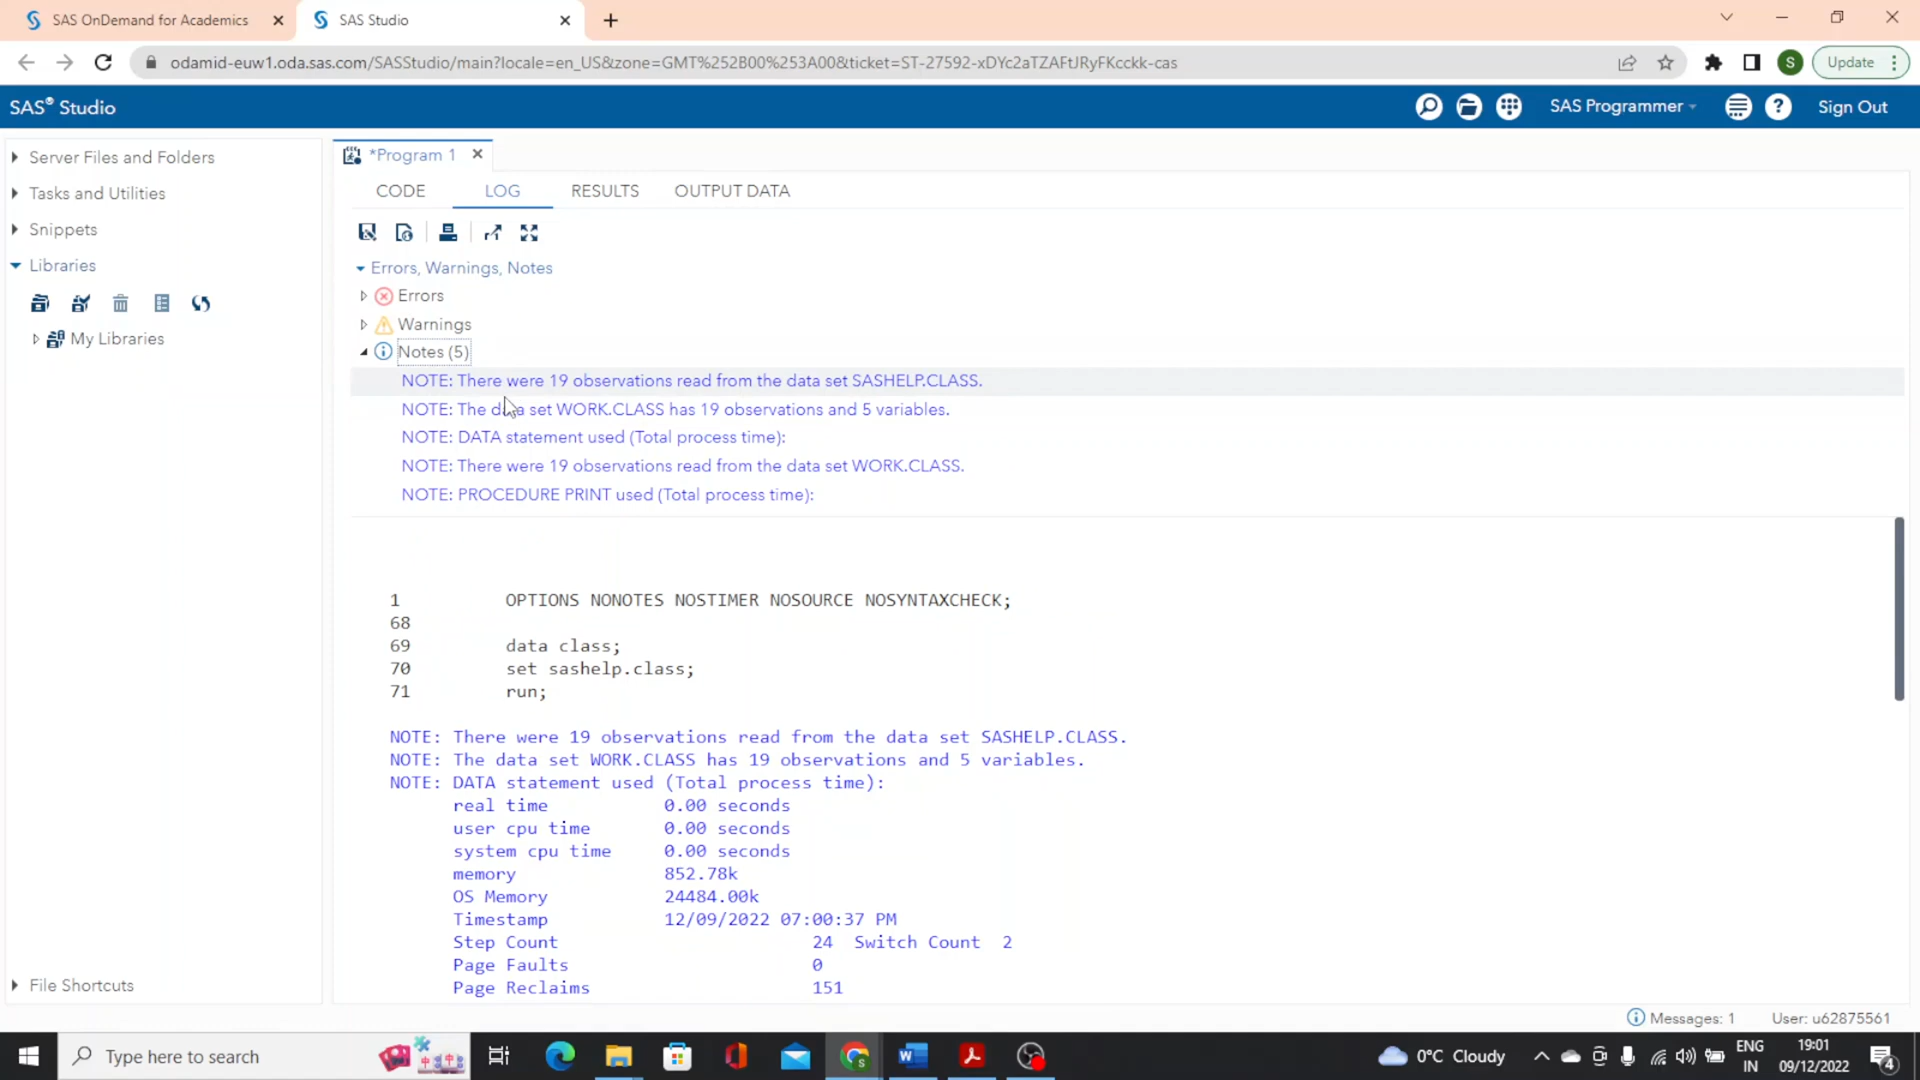 SAS OnDemand for Academics
SAS Studio
odamid-euw1.oda.sas.com/SASStudio/main?locale=en_US&zone=GMT%252B00%253A00&ticket=ST-27592-xDYc2aTZAFtJRyFKcckk-cas
S
Update
SAS® Studio
SAS Programmer
Sign Out
Server Files and Folders
Tasks and Utilities
Snippets
Libraries
My Libraries
File Shortcuts
*Program 1
CODE
LOG
RESULTS
OUTPUT DATA
Errors, Warnings, Notes
Errors
Warnings
Notes (5)
NOTE: There were 19 observations read from the data set SASHELP.CLASS.
NOTE: The data set WORK.CLASS has 19 observations and 5 variables.
NOTE: DATA statement used (Total process time):
NOTE: There were 19 observations read from the data set WORK.CLASS.
NOTE: PROCEDURE PRINT used (Total process time):
1 OPTIONS NONOTES NOSTIMER NOSOURCE NOSYNTAXCHECK;
68
69 data class;
70 set sashelp.class;
71 run;
NOTE: There were 19 observations read from the data set SASHELP.CLASS.
NOTE: The data set WORK.CLASS has 19 observations and 5 variables.
NOTE: DATA statement used (Total process time):
real time 0.00 seconds
user cpu time 0.00 seconds
system cpu time 0.00 seconds
memory 852.78k
OS Memory 24484.00k
Timestamp 12/09/2022 07:00:37 PM
Step Count 24 Switch Count 2
Page Faults 0
Page Reclaims 151
Messages: 1
User: u62875561
Type here to search
0°C Cloudy
ENG
IN
19:01
09/12/2022
4